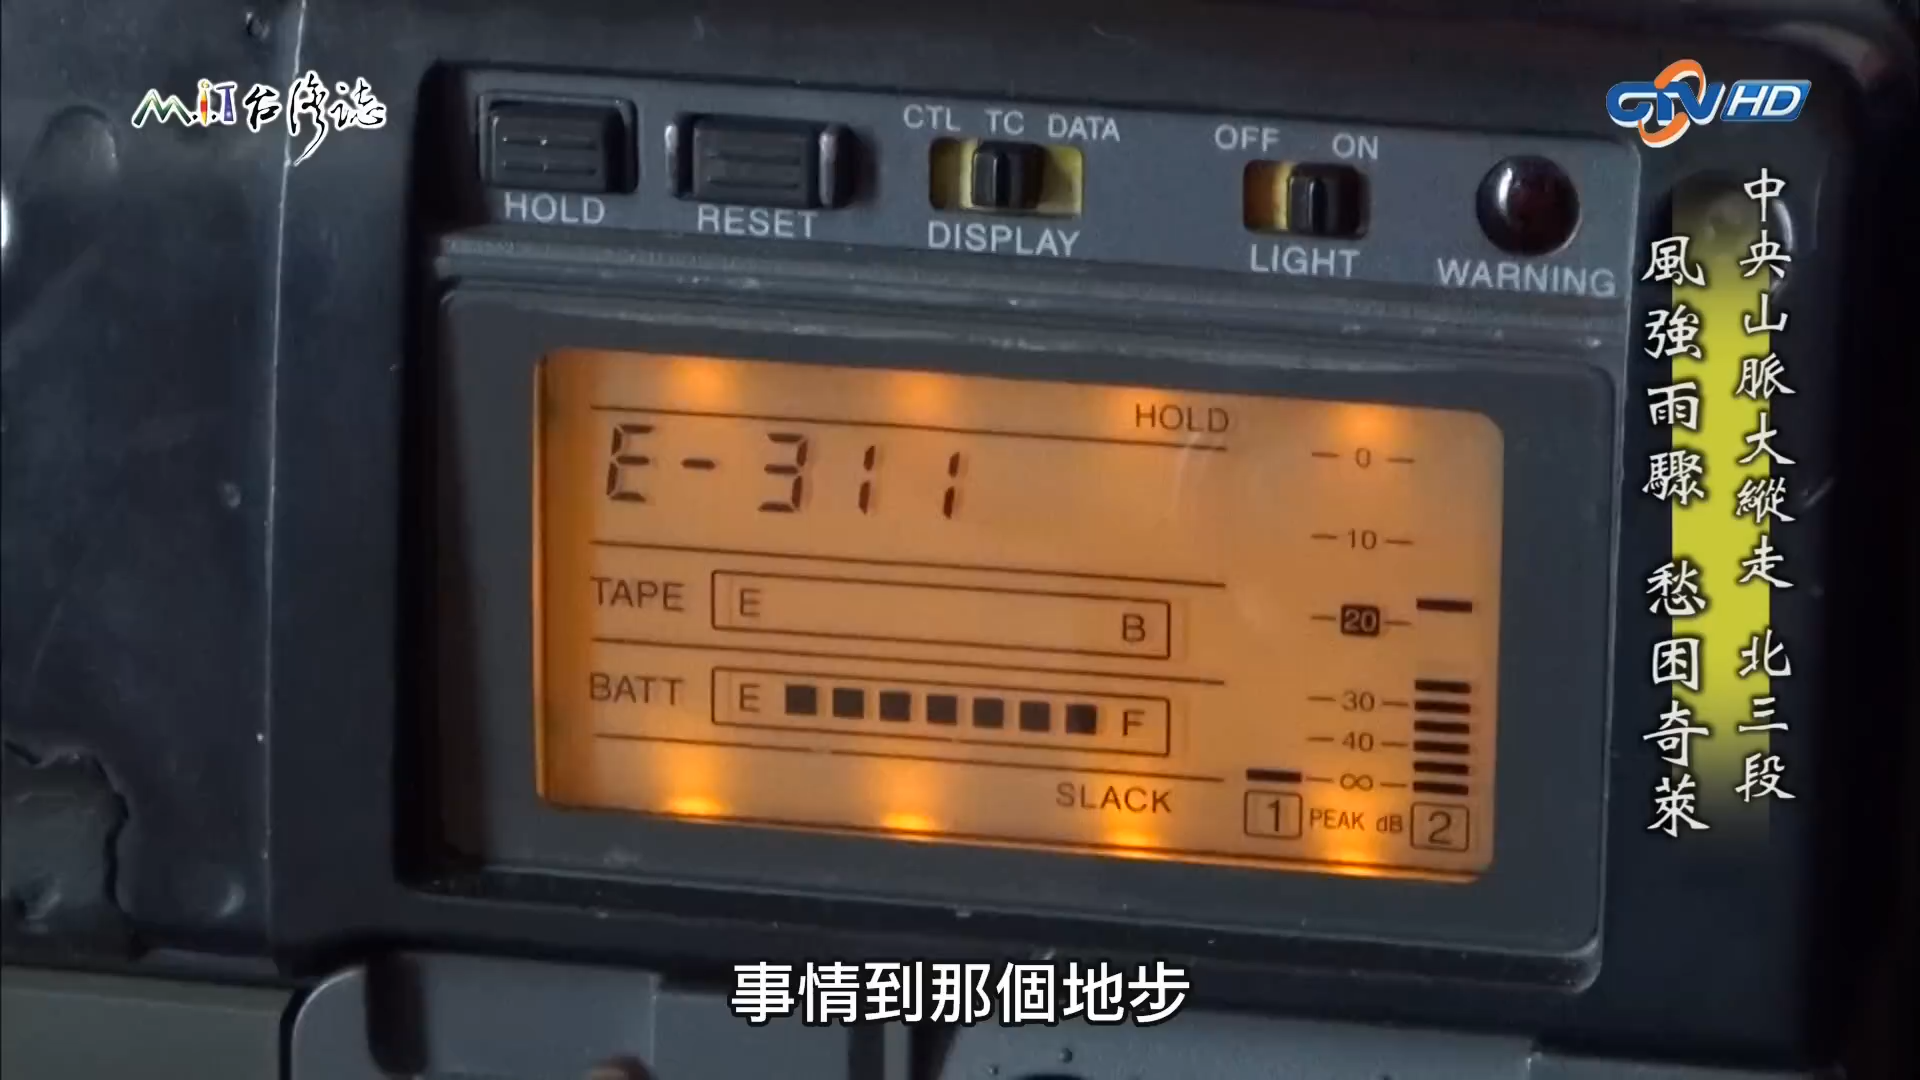 MiT台灣誌
CTV HD
CTL TC DATA
OFF ON
HOLD
RESET
DISPLAY
LIGHT
WARNING
中央山脈大縱走 北三段
風強雨驟 愁困奇萊
HOLD
E-311
TAPE E B
BATT E F
SLACK
0
10
20
30
40
∞
1 PEAK dB 2
事情到那個地步